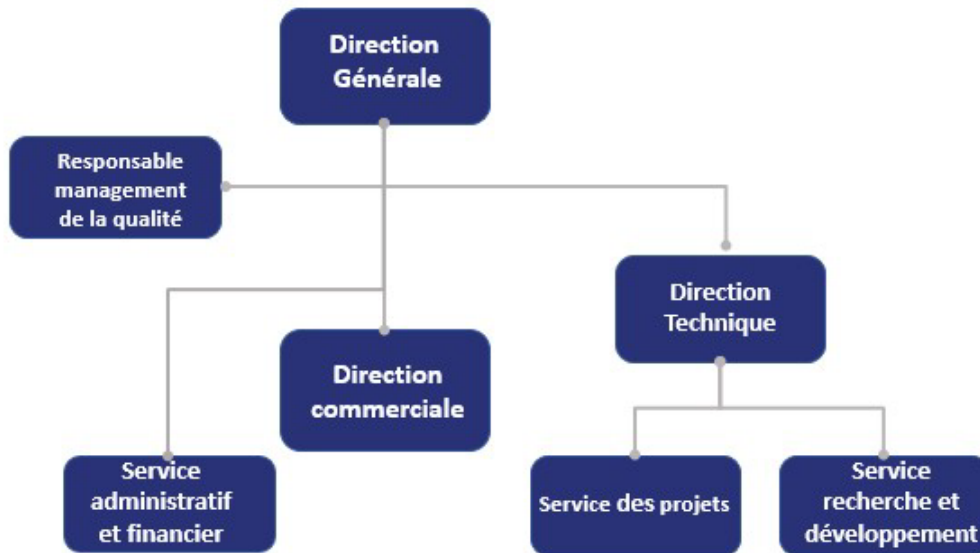 Direction
Générale
Responsable
management
de la qualité
Direction
Technique
Direction
commerciale
Service
administratif
et financier
Service des projets
Service
recherche et
développement